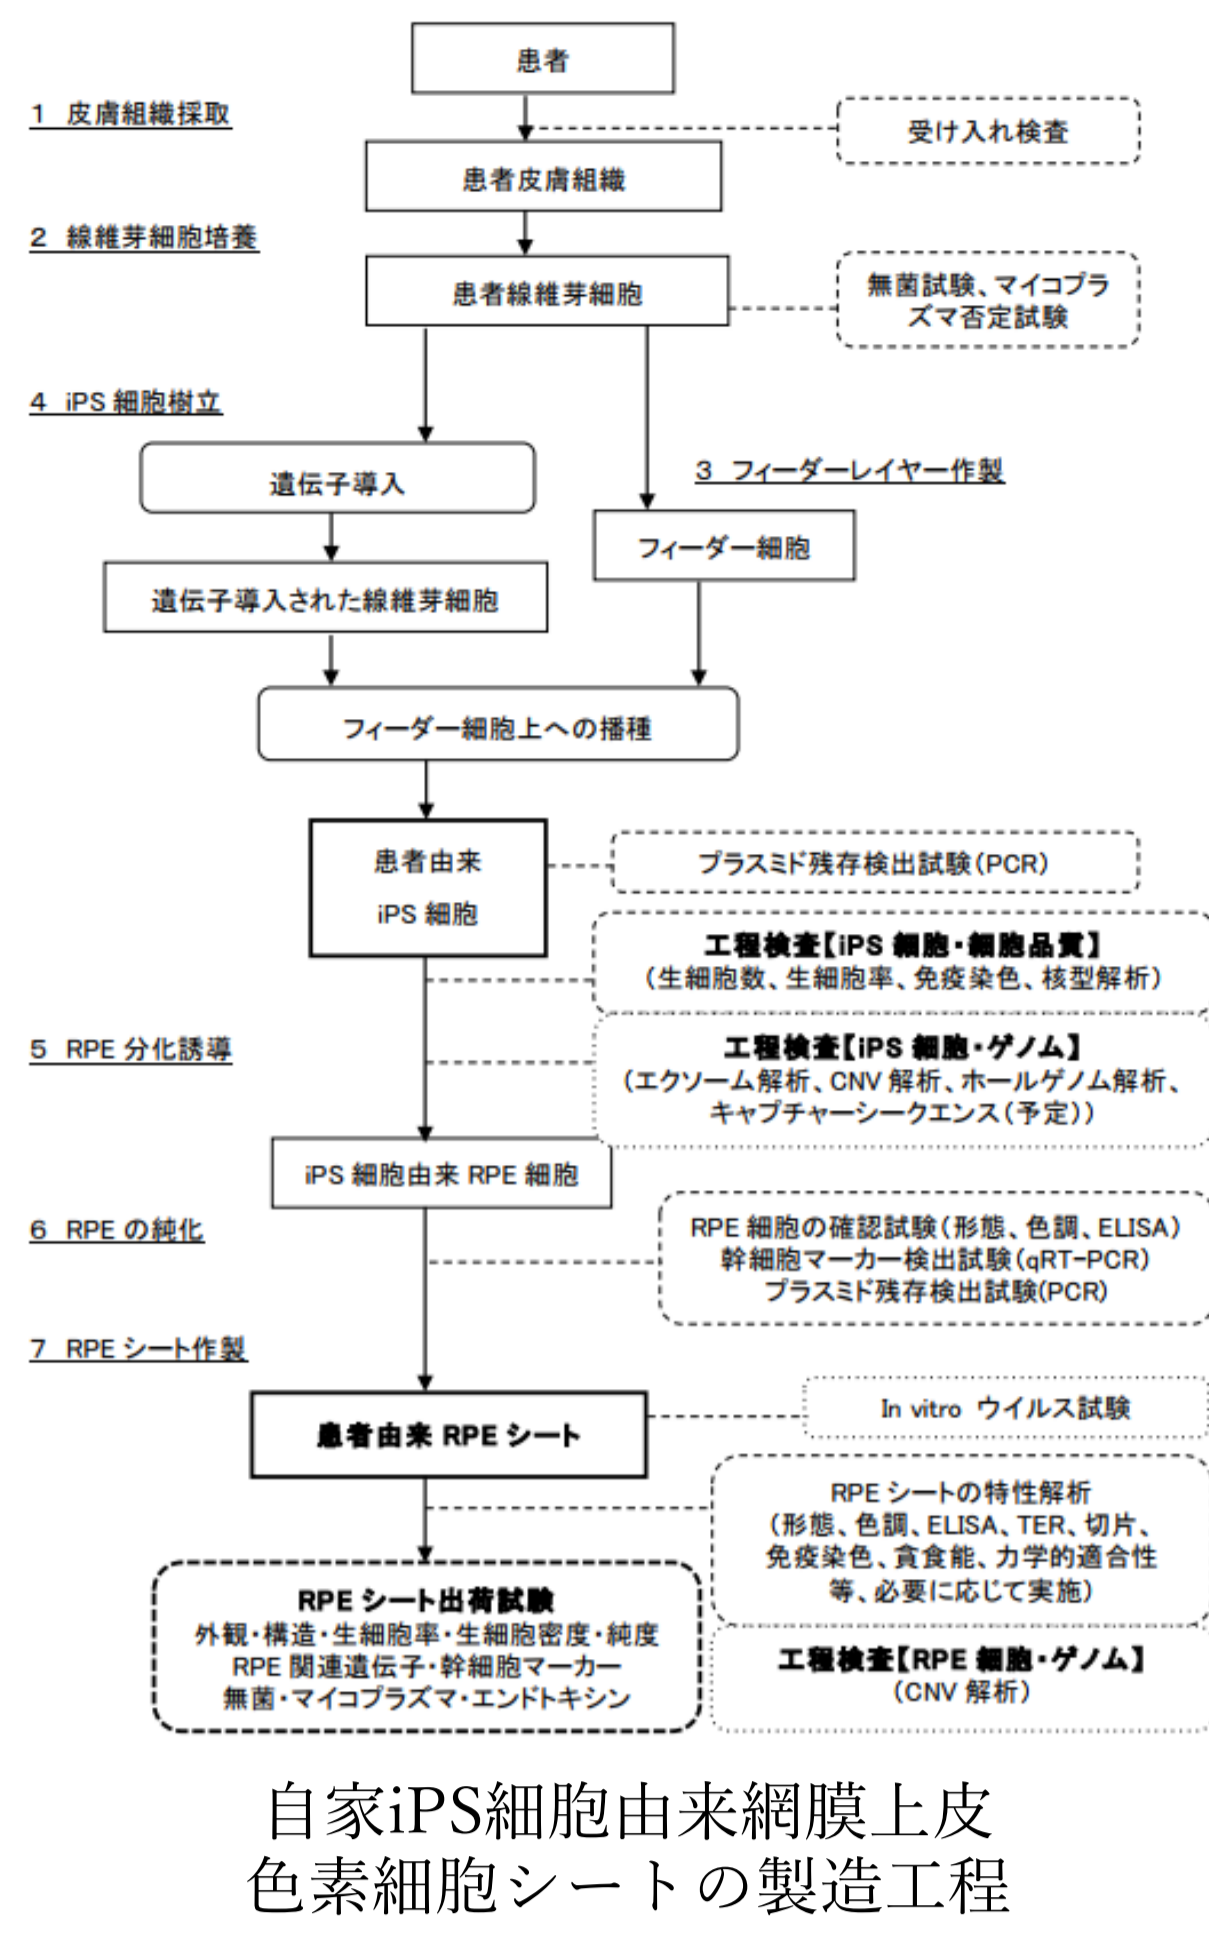 患者
1 皮膚組織採取
受け入れ検査
患者皮膚組織
2 線維芽細胞培養
患者線維芽細胞
無菌試験、マイコプラ
ズマ否定試験
4 iPS 細胞樹立
3 フィーダーレイヤー作製
遺伝子導入
フィーダー細胞
遺伝子導入された線維芽細胞
フィーダー細胞上への播種
患者由来
iPS 細胞
プラスミド残存検出試験(PCR)
工程検査【iPS 細胞・細胞品質】
(生細胞数、生細胞率、免疫染色、核型解析)
5 RPE 分化誘導
工程検査【iPS 細胞・ゲノム】
(エクソーム解析、CNV 解析、ホールゲノム解析、
キャプチャーシークエンス(予定))
iPS 細胞由来 RPE 細胞
6 RPE の純化
RPE 細胞の確認試験(形態、色調、ELISA)
幹細胞マーカー検出試験(qRT-PCR)
プラスミド残存検出試験(PCR)
7 RPE シート作製
患者由来 RPE シート
In vitro ウイルス試験
RPE シートの特性解析
(形態、色調、ELISA、TER、切片、
免疫染色、貪食能、力学的適合性
等、必要に応じて実施)
RPE シート出荷試験
外観・構造・生細胞率・生細胞密度・純度
RPE 関連遺伝子・幹細胞マーカー
無菌・マイコプラズマ・エンドトキシン
工程検査【RPE 細胞・ゲノム】
(CNV 解析)
自家iPS細胞由来網膜上皮
色素細胞シートの製造工程